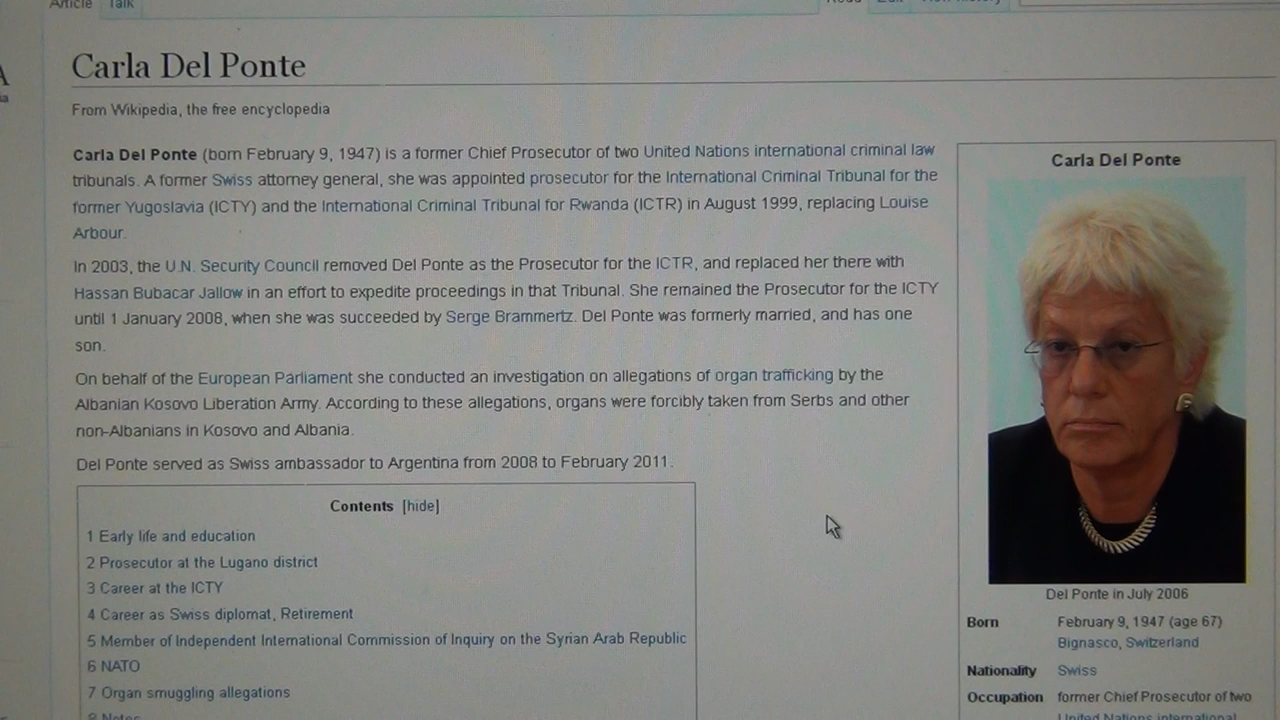 Article Talk
Carla Del Ponte
From Wikipedia, the free encyclopedia
Carla Del Ponte (born February 9, 1947) is a former Chief Prosecutor of two United Nations international criminal law
tribunals. A former Swiss attorney general, she was appointed prosecutor for the International Criminal Tribunal for the
former Yugoslavia (ICTY) and the International Criminal Tribunal for Rwanda (ICTR) in August 1999, replacing Louise
Arbour.
In 2003, the U.N. Security Council removed Del Ponte as the Prosecutor for the ICTR, and replaced her there with
Hassan Bubacar Jallow in an effort to expedite proceedings in that Tribunal. She remained the Prosecutor for the ICTY
until 1 January 2008, when she was succeeded by Serge Brammertz. Del Ponte was formerly married, and has one
son.
On behalf of the European Parliament she conducted an investigation on allegations of organ trafficking by the
Albanian Kosovo Liberation Army. According to these allegations, organs were forcibly taken from Serbs and other
non-Albanians in Kosovo and Albania.
Del Ponte served as Swiss ambassador to Argentina from 2008 to February 2011.
Contents [hide]
1 Early life and education
2 Prosecutor at the Lugano district
3 Career at the ICTY
4 Career as Swiss diplomat, Retirement
5 Member of Independent International Commission of Inquiry on the Syrian Arab Republic
6 NATO
7 Organ smuggling allegations
8 Notes
Carla Del Ponte
Del Ponte in July 2006
Born February 9, 1947 (age 67)
Bignasco, Switzerland
Nationality Swiss
Occupation former Chief Prosecutor of two
United Nations international